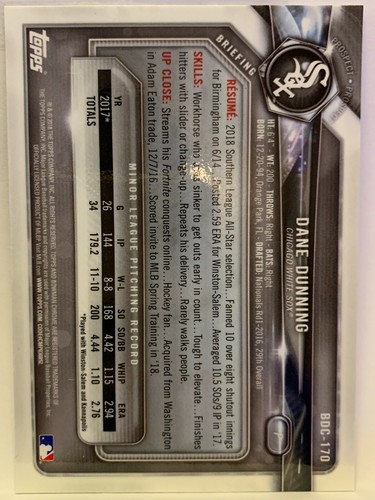 BDC-170
DANE DUNNING
CHICAGO WHITE SOX™
P
HT: 6'4" • WT: 200 • THROWS: Right BATS: Right
BORN: 12-20-94, Orange Park, FL DRAFTED: Nationals Rd1-2016, 29th Overall
Sox
BRIEFING
RÉSUMÉ: 2018 Southern League All-Star selection...Fanned 10 over eight shutout innings
for Birmingham on 6/14...Posted 2.59 ERA for Winston-Salem...Averaged 10.5 SOs/9 IP in '17.
SKILLS: Workhorse who uses sinker to get outs early in count...Tough to elevate...Finishes
hitters with slider or change-up...Repeats his delivery...Rarely walks people.
UP CLOSE: Streams his Fortnite conquests online...Hockey fan...Acquired from Washington
in Adam Eaton trade, 12/7/16...Scored invite to MLB Spring Training in '18.
MINOR LEAGUE PITCHING RECORD
YR G IP W-L SO SO/BB WHIP ERA
2017* 26 144 8-8 168 4.42 1.15 2.94
TOTALS 34 179.2 11-10 200 4.44 1.10 2.76
*Played with Winston-Salem and Kannapolis
topps